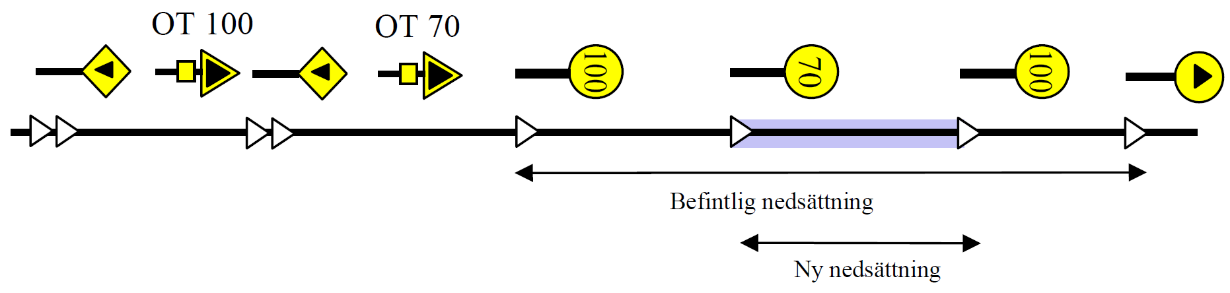 OT 100
OT 70
100
70
100
Befintlig nedsättning
Ny nedsättning